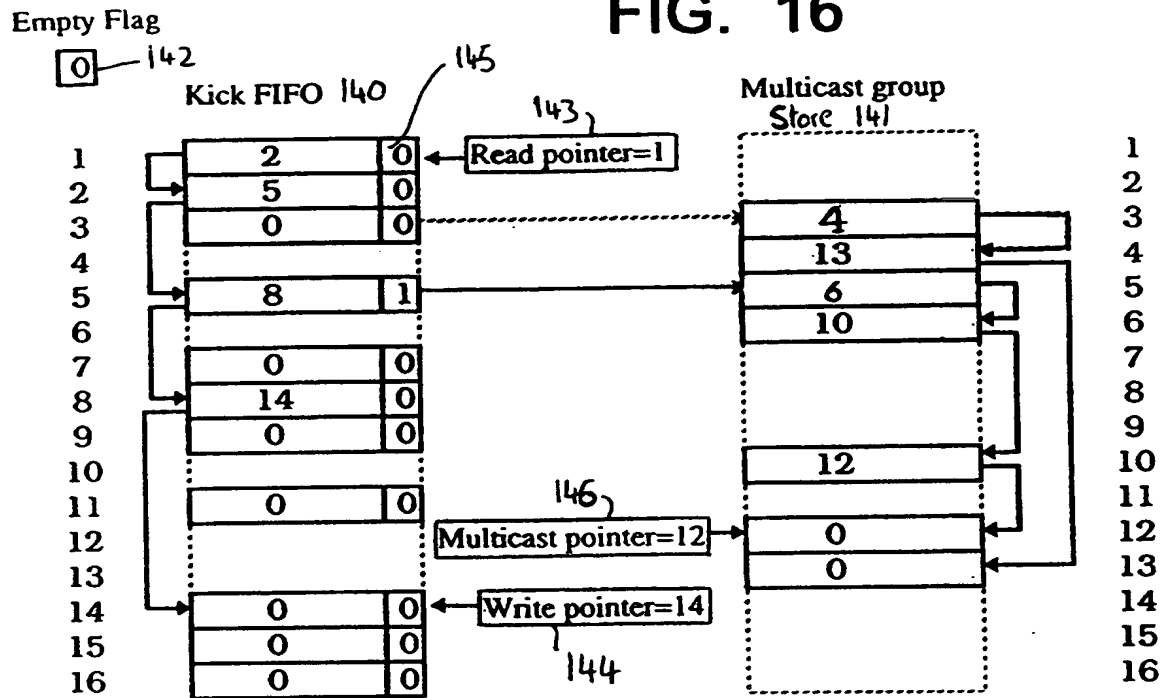 FIG. 16
Empty Flag
0 142
Kick FIFO 140
145
143
Multicast group
Store 141
1 2 0 Read pointer=1 1
2 5 0 2
3 0 0 4 3
4 13 4
5 8 1 6 5
6 10 6
7 0 0 7
8 14 0 8
9 0 0 9
10 12 10
11 0 0 11
146
12 Multicast pointer=12 0 12
13 0 13
14 0 0 Write pointer=14 14
15 0 0 15
144
16 0 0 16